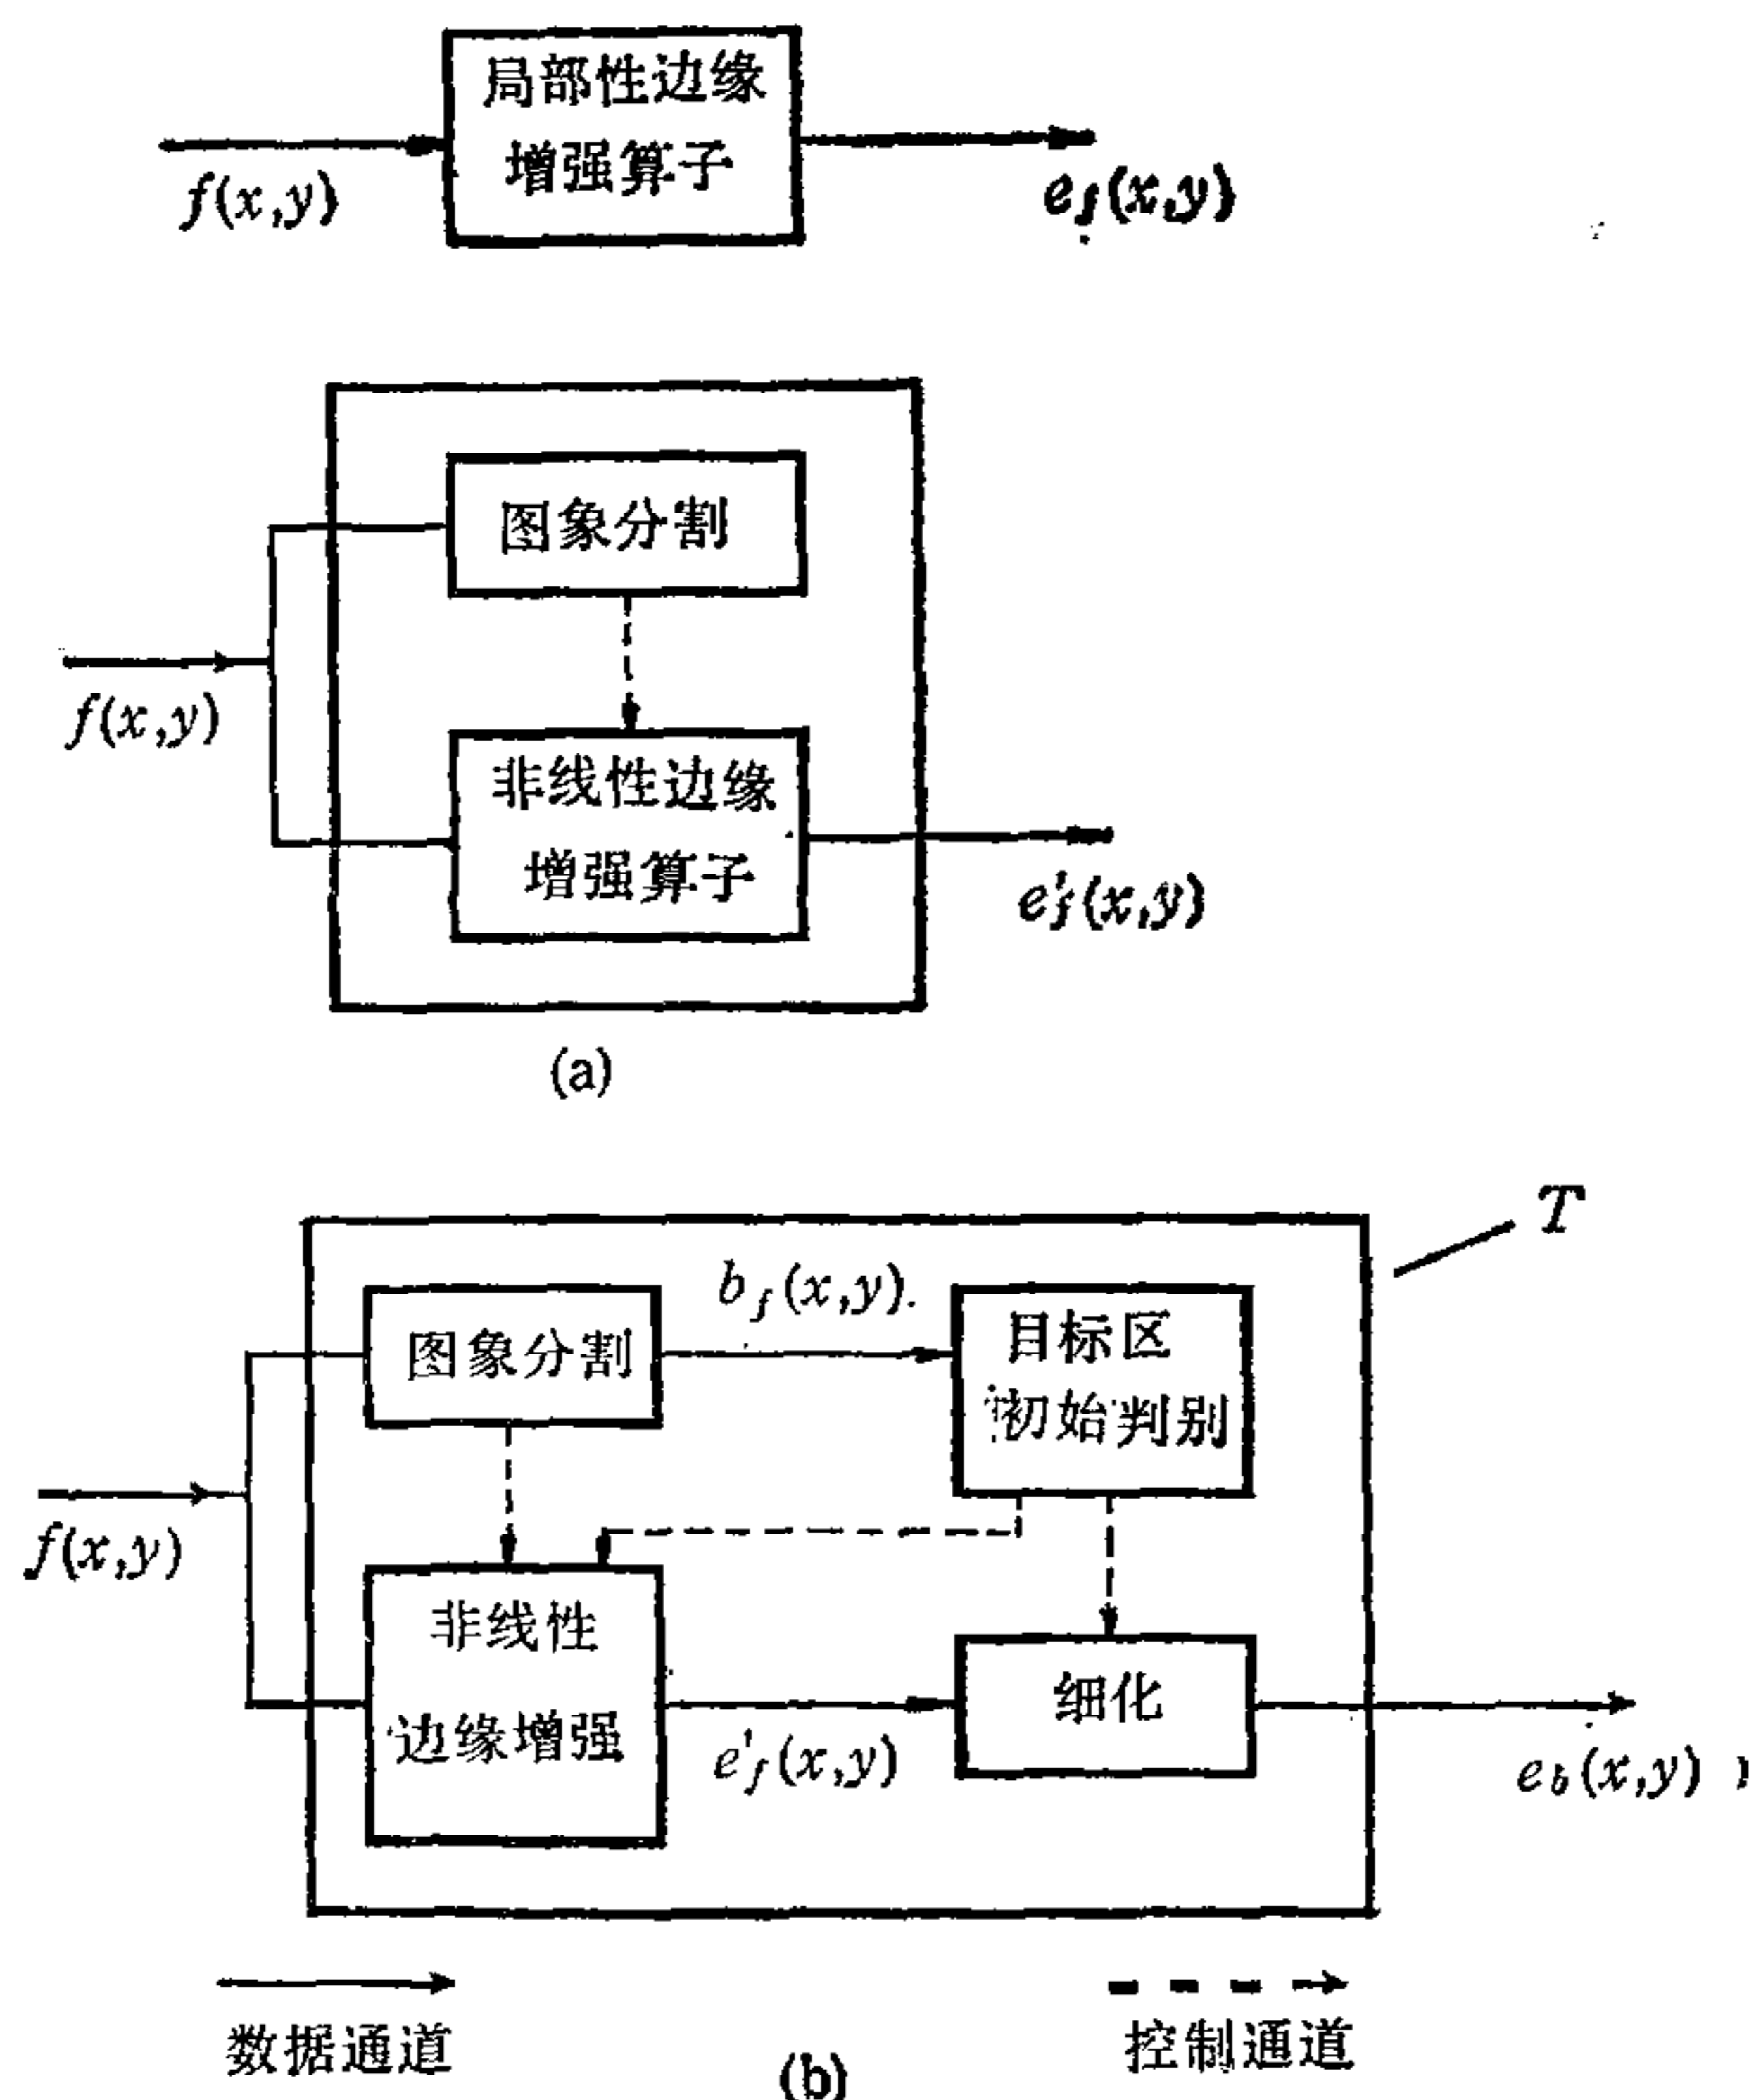 局部性边缘
增强算子
f(x,y)
e_f(x,y)
图象分割
f(x,y)
非线性边缘
增强算子
e'_f(x,y)
(a)
T
b_f(x,y)
图象分割
目标区
初始判别
f(x,y)
非线性
边缘增强
细化
e'_f(x,y)
e_b(x,y)
数据通道
控制通道
(b)